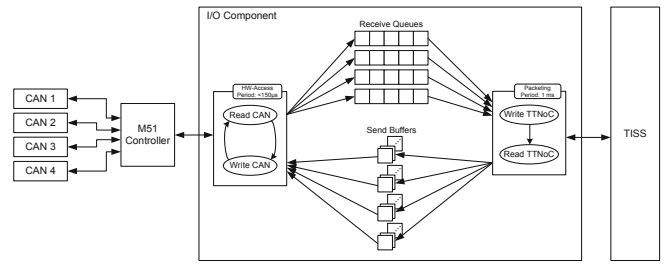 I/O Component
Receive Queues
HW-Access
Period: <150µs
Packeting
Period: 1 ms
CAN 1
CAN 2
CAN 3
CAN 4
M51
Controller
Read CAN
Write CAN
Send Buffers
Write TTNoC
Read TTNoC
TISS